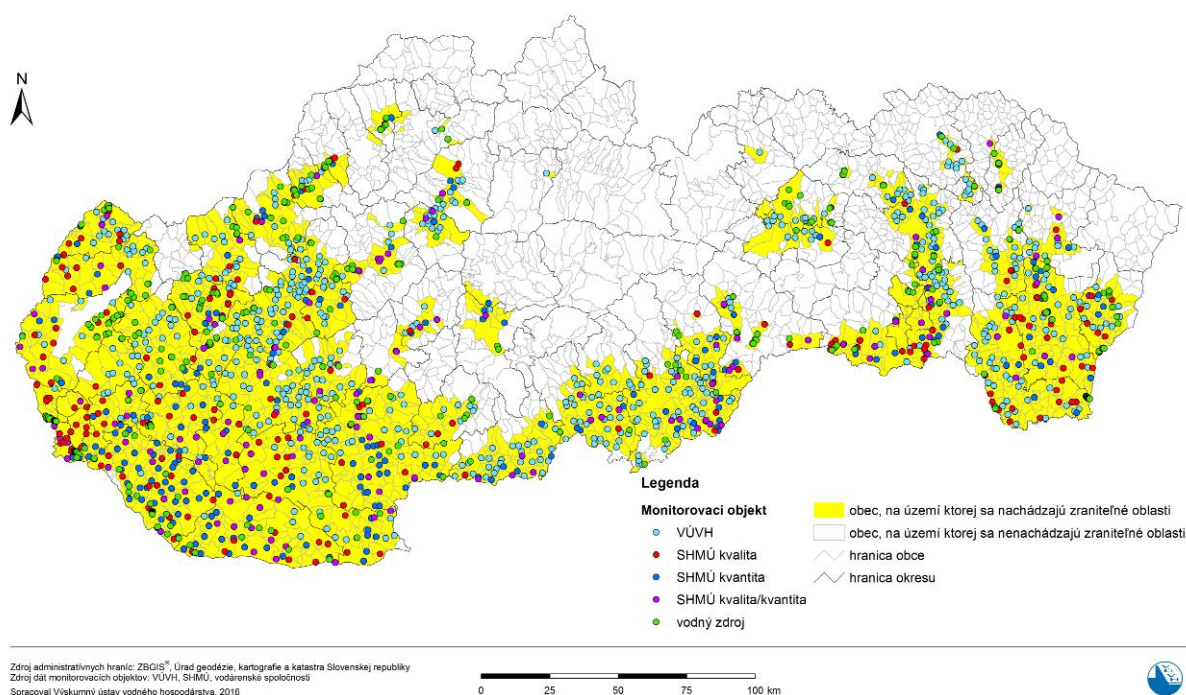 N
Legenda
Monitorovací objekt
VÚVH
SHMÚ kvalita
SHMÚ kvantita
SHMÚ kvalita/kvantita
vodný zdroj
obec, na území ktorej sa nachádzajú zraniteľné oblasti
obec, na území ktorej sa nenachádzajú zraniteľné oblasti
hranica obce
hranica okresu
Zdroj administratívnych hraníc: ZBGIS®, Úrad geodézie, kartografie a katastra Slovenskej republiky
Zdroj dát monitorovacích objektov: VÚVH, SHMÚ, vodárenské spoločnosti
Spracoval Výskumný ústav vodného hospodárstva, 2016
0 25 50 75 100 km